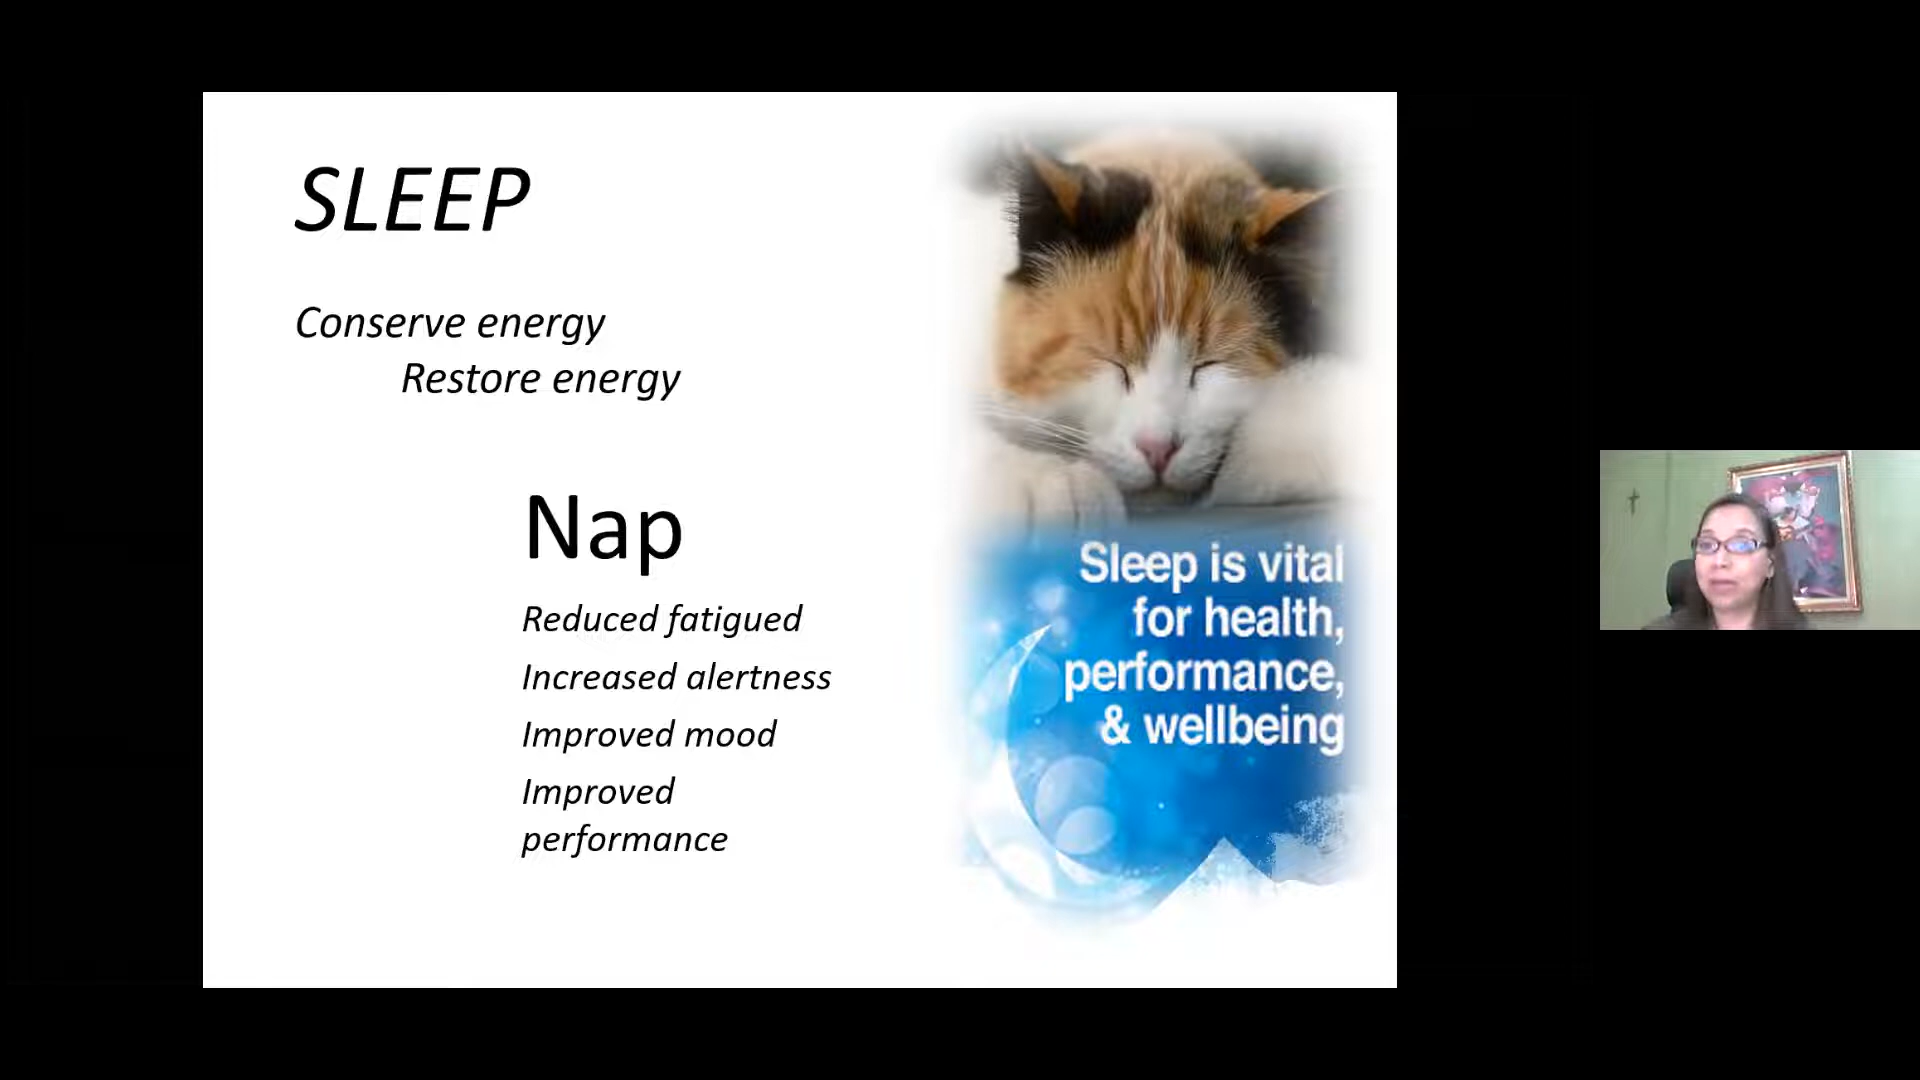 SLEEP
Conserve energy
Restore energy
Nap
Reduced fatigued
Increased alertness
Improved mood
Improved
performance
Sleep is vital
for health,
performance,
& wellbeing